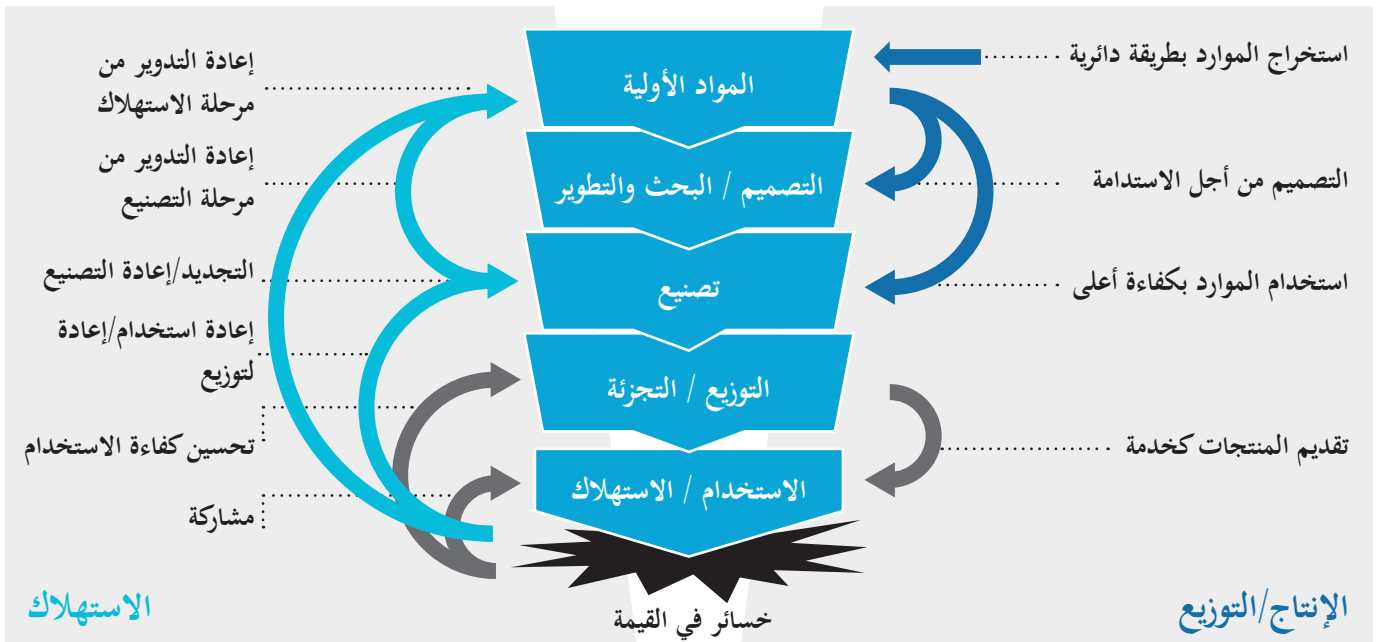 استخراج الموارد بطريقة دائرية
التصميم من أجل الاستدامة
استخدام الموارد بكفاءة أعلى
تقديم المنتجات كخدمة
الإنتاج/التوزيع
المواد الأولية
التصميم / البحث والتطوير
تصنيع
التوزيع / التجزئة
الاستخدام / الاستهلاك
خسائر في القيمة
إعادة التدوير من
مرحلة الاستهلاك
إعادة التدوير من
مرحلة التصنيع
التجديد/إعادة التصنيع
إعادة استخدام/إعادة
لتوزيع
تحسين كفاءة الاستخدام
مشاركة
الاستهلاك